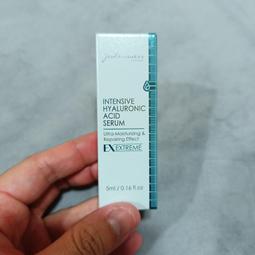 INTENSIVE
HYALURONIC
ACID
SERUM
Ultra-Moisturizing &
Repairing Effect
EX EXTREME
5ml / 0.16 fl.oz